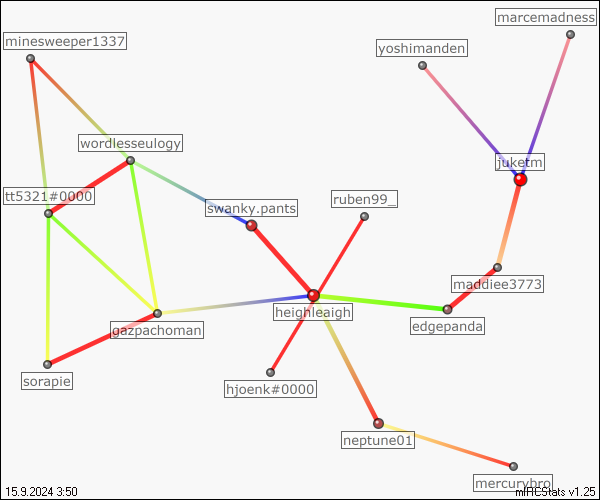 marcemadness
minesweeper1337
yoshimanden
wordlesseulogy
juketm
tt5321#0000
ruben99_
swanky.pants
maddiee3773
heighleaigh
edgepanda
gazpachoman
sorapie
hjoenk#0000
neptune01
mercurybro
15.9.2024 3:50
mIRCStats v1.25